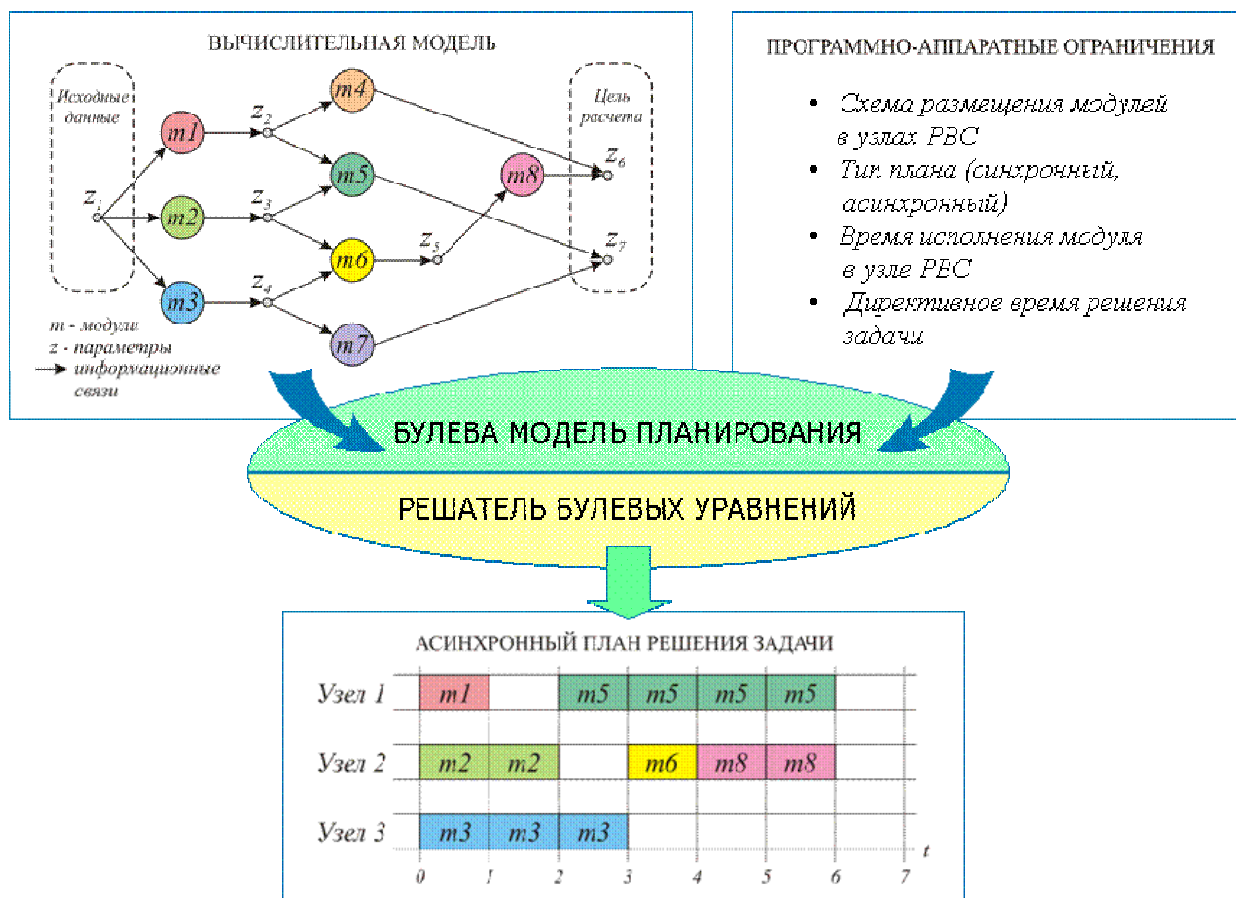 ВЫЧИСЛИТЕЛЬНАЯ МОДЕЛЬ
Исходные
данные
Цель
расчета
m1
m2
m3
m4
m5
m6
m7
m8
z1
z2
z3
z4
z5
z6
z7
m - модули
z - параметры
информационные
связи
ПРОГРАММНО-АППАРАТНЫЕ ОГРАНИЧЕНИЯ
• Схема размещения модулей
в узлах РВС
• Тип плана (синхронный,
асинхронный)
• Время исполнения модуля
в узле РВС
• Директивное время решения
задачи
БУЛЕВА МОДЕЛЬ ПЛАНИРОВАНИЯ
РЕШАТЕЛЬ БУЛЕВЫХ УРАВНЕНИЙ
АСИНХРОННЫЙ ПЛАН РЕШЕНИЯ ЗАДАЧИ
Узел 1 m1 m5 m5 m5 m5
Узел 2 m2 m2 m6 m8 m8
Узел 3 m3 m3 m3
t
0 1 2 3 4 5 6 7